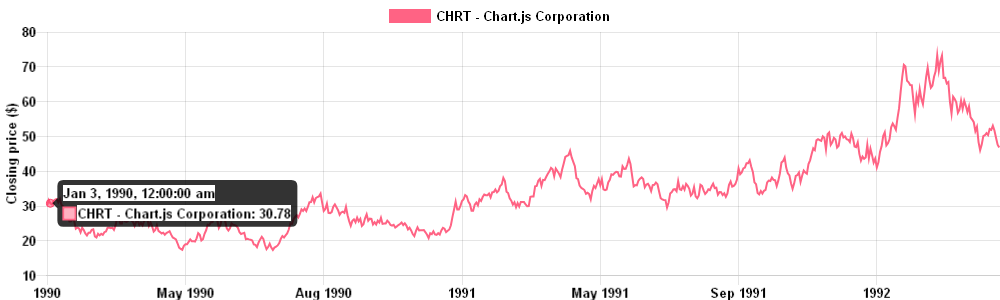 CHRT - Chart.js Corporation
80
70
60
50
40
30
20
10
Closing price ($)
Jan 3, 1990, 12:00:00 am
CHRT - Chart.js Corporation: 30.78
1990 May 1990 Aug 1990 1991 May 1991 Sep 1991 1992